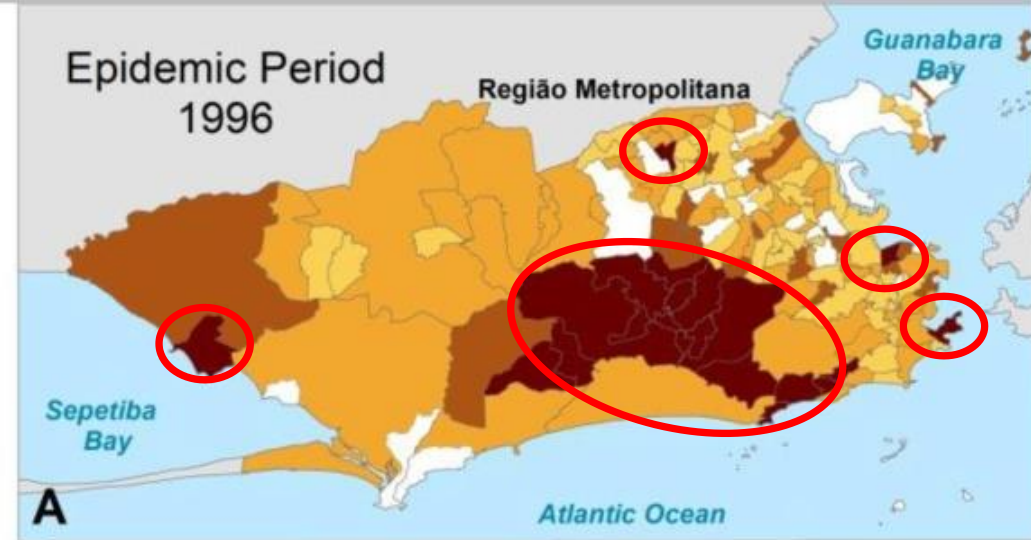 Epidemic Period
1996
Região Metropolitana
Guanabara
Bay
Sepetiba
Bay
A
Atlantic Ocean